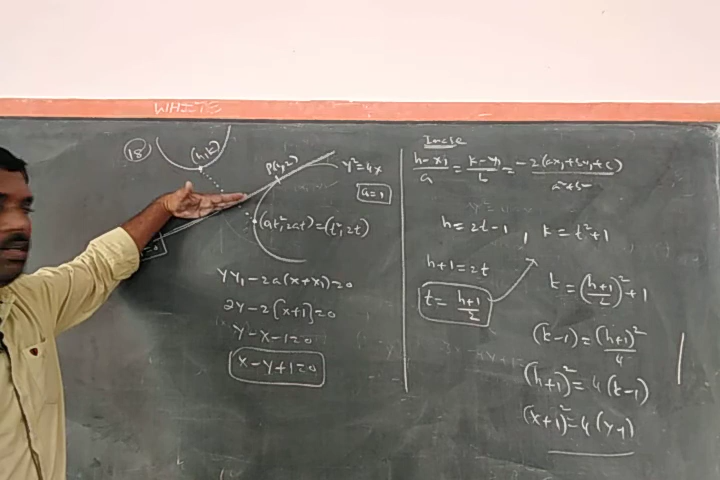 WHITE
18
(h,k)
P(1,2)
y²=4x
a=1
(at²,2at)=(t²,2t)
yy₁-2a(x+x₁)=0
2y-2[x+1]=0
y-x-1=0
x-y+1=0
h-x₁/a = k-y₁/b = -2(ax₁+by₁+c)/a²+b²
h=2t-1, k=t²+1
h+1=2t
t=h+1/2
k=(h+1/2)²+1
(k-1)=(h+1)²/4
(h+1)²=4(k-1)
(x+1)²=4(y-1)